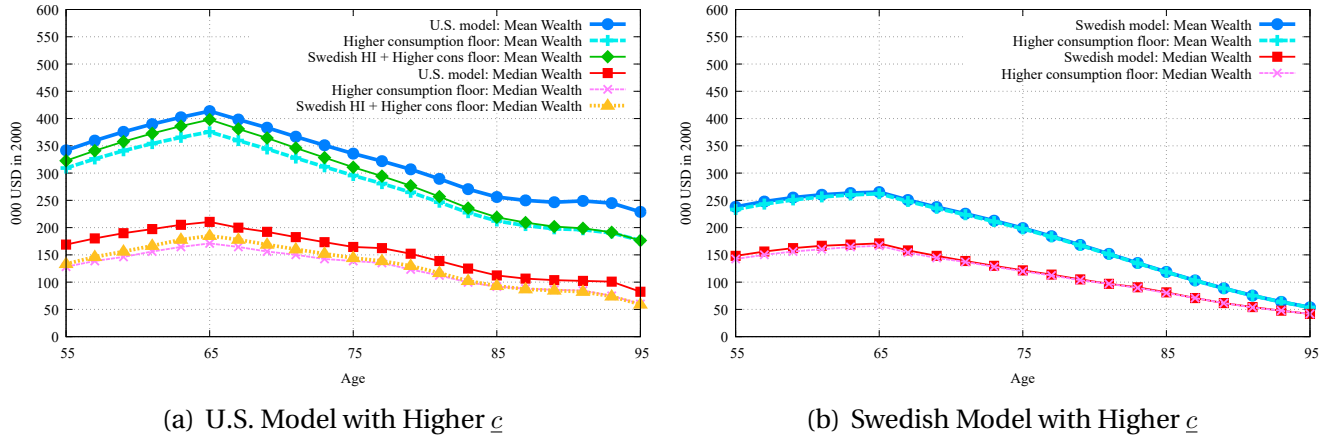 600
550
500
450
400
350
300
250
200
150
100
50
0
000 USD in 2000
55
65
75
85
95
Age
U.S. model: Mean Wealth
Higher consumption floor: Mean Wealth
Swedish HI + Higher cons floor: Mean Wealth
U.S. model: Median Wealth
Higher consumption floor: Median Wealth
Swedish HI + Higher cons floor: Median Wealth
(a) U.S. Model with Higher c
600
550
500
450
400
350
300
250
200
150
100
50
0
000 USD in 2000
55
65
75
85
95
Age
Swedish model: Mean Wealth
Higher consumption floor: Mean Wealth
Swedish model: Median Wealth
Higher consumption floor: Median Wealth
(b) Swedish Model with Higher c